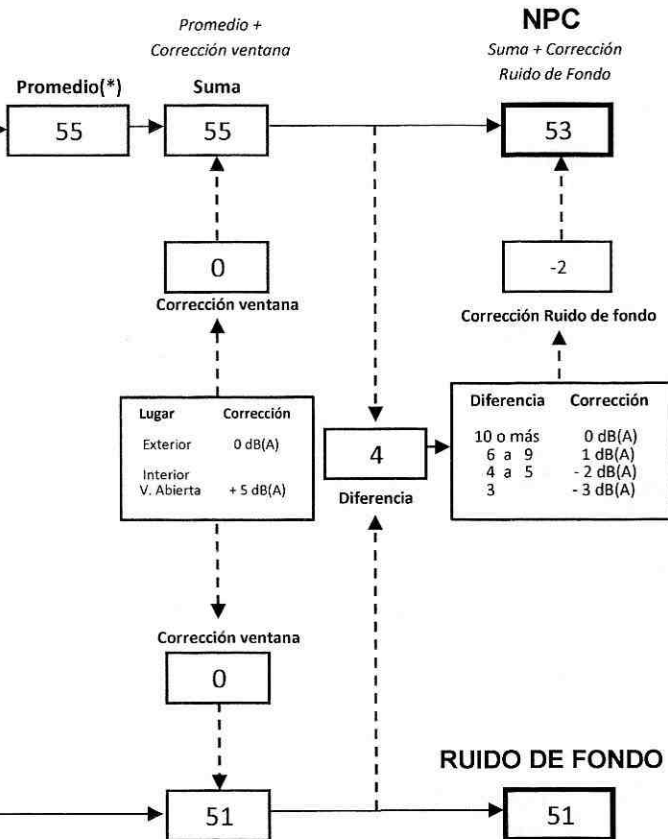 Promedio +
Corrección ventana
NPC
Suma + Corrección
Ruido de Fondo
Promedio(*)
Suma
55
55
53
0
-2
Corrección ventana
Corrección Ruido de fondo
Lugar Corrección
Exterior 0 dB(A)
Interior
V. Abierta + 5 dB(A)
4
Diferencia
Diferencia Corrección
10 o más 0 dB(A)
6 a 9 1 dB(A)
4 a 5 - 2 dB(A)
3 - 3 dB(A)
Corrección ventana
0
RUIDO DE FONDO
51
51